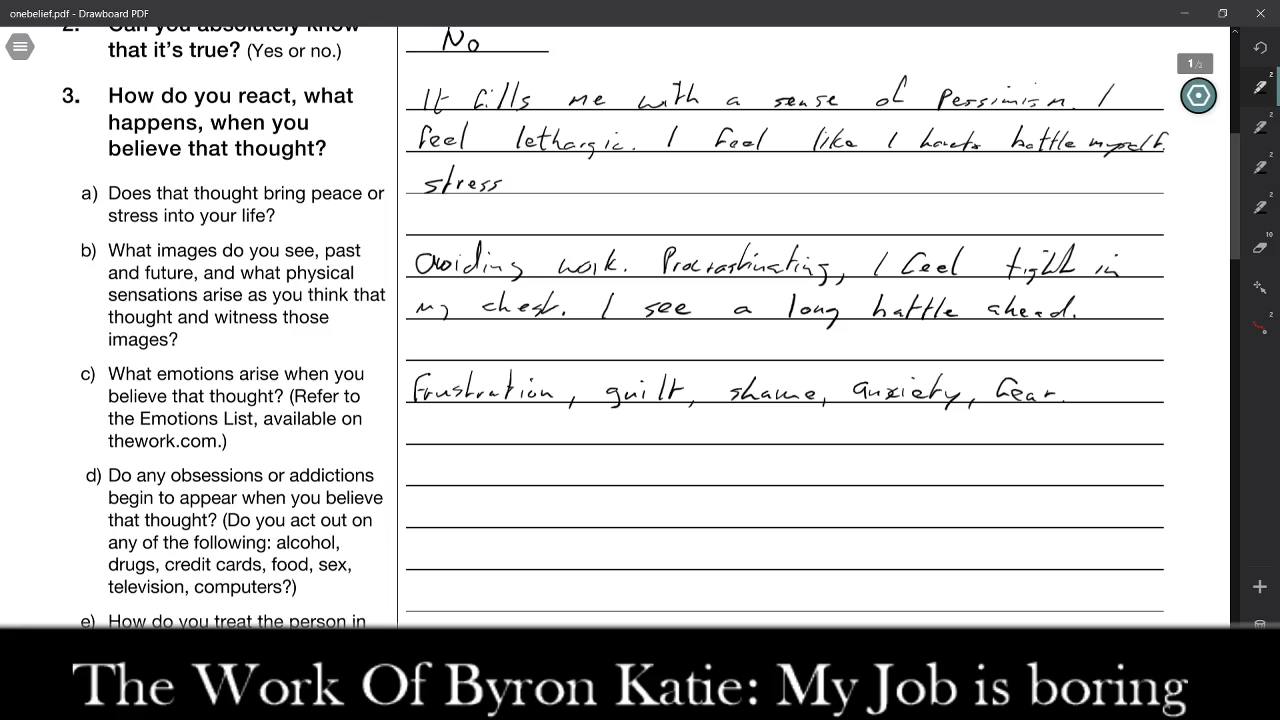 onebelief.pdf - Drawboard PDF
2. Can you absolutely know
that it's true? (Yes or no.)
No
1/2
3. How do you react, what
happens, when you
believe that thought?
It fills me with a sense of Pessimism. I
feel lethargic. I feel like I have to battle myself.
a) Does that thought bring peace or
stress into your life?
stress
b) What images do you see, past
and future, and what physical
sensations arise as you think that
thought and witness those
images?
Avoiding work. Procrastinating, I feel tight in
my chest. I see a long battle ahead.
c) What emotions arise when you
believe that thought? (Refer to
the Emotions List, available on
thework.com.)
Frustration, guilt, shame, anxiety, fear.
d) Do any obsessions or addictions
begin to appear when you believe
that thought? (Do you act out on
any of the following: alcohol,
drugs, credit cards, food, sex,
television, computers?)
e) How do you treat the person in
The Work Of Byron Katie: My Job is boring